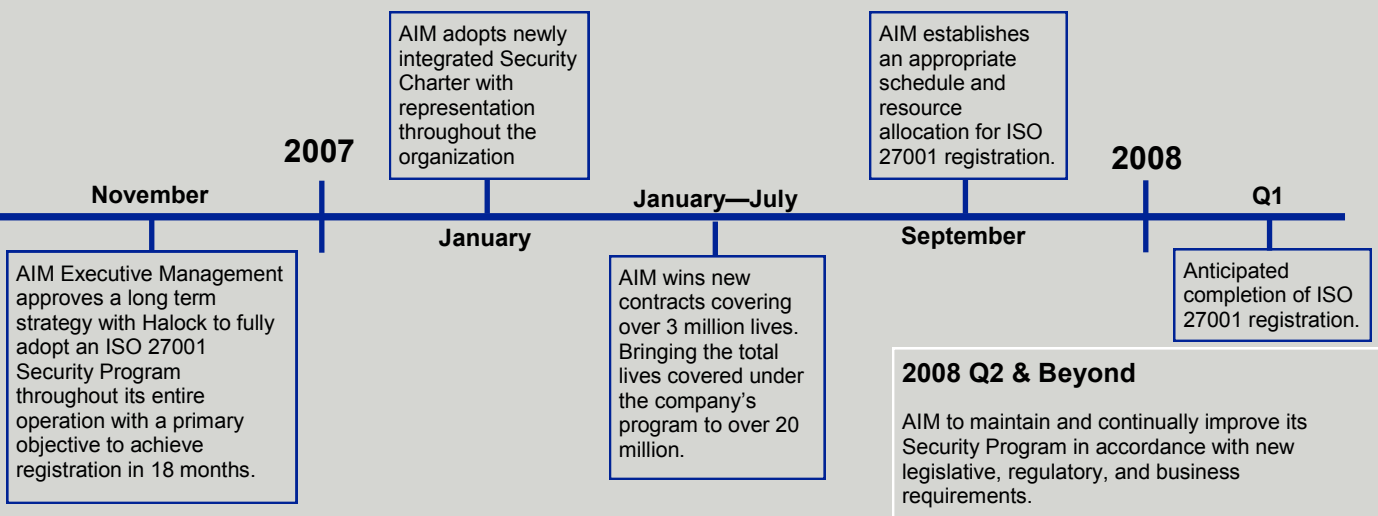 November
AIM Executive Management
approves a long term
strategy with Halock to fully
adopt an ISO 27001
Security Program
throughout its entire
operation with a primary
objective to achieve
registration in 18 months.
2007
AIM adopts newly
integrated Security
Charter with
representation
throughout the
organization
January
January—July
AIM wins new
contracts covering
over 3 million lives.
Bringing the total
lives covered under
the company’s
program to over 20
million.
AIM establishes
an appropriate
schedule and
resource
allocation for ISO
27001 registration.
September
2008
Q1
Anticipated
completion of ISO
27001 registration.
2008 Q2 & Beyond
AIM to maintain and continually improve its
Security Program in accordance with new
legislative, regulatory, and business
requirements.